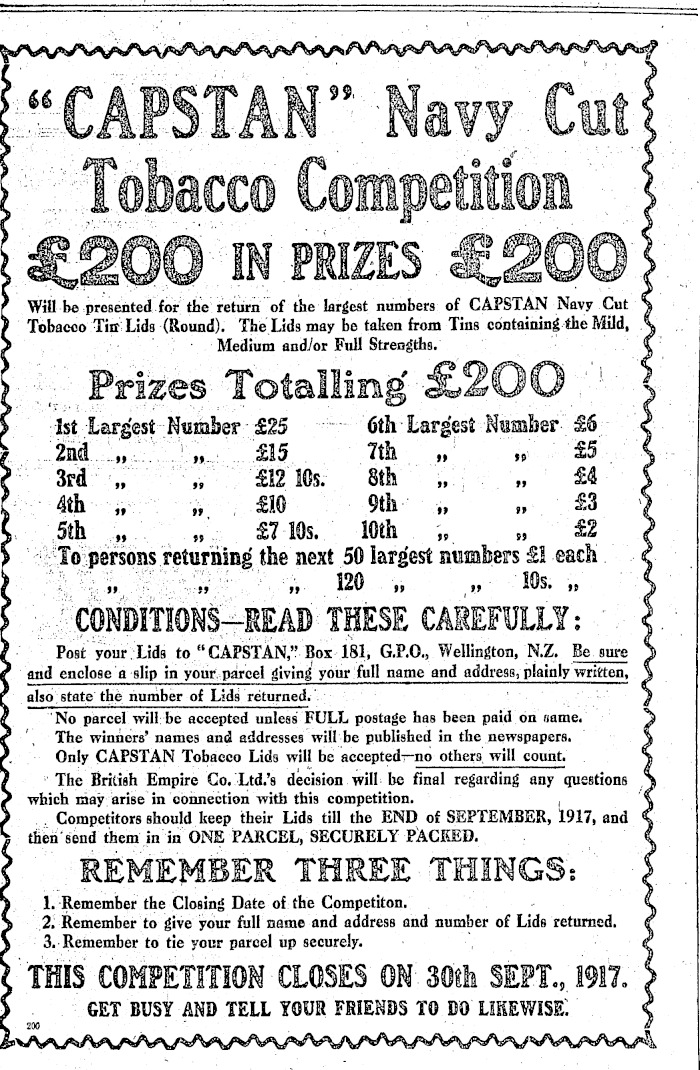 “CAPSTAN” Navy Cut
Tobacco Competition
£200 IN PRIZES £200
Will be presented for the return of the largest numbers of CAPSTAN Navy Cut
Tobacco Tin Lids (Round). The Lids may be taken from Tins containing the Mild,
Medium and/or Full Strengths.
Prizes Totalling £200
1st Largest Number £25 6th Largest Number £6
2nd „ „ £15 7th „ „ £5
3rd „ „ £12 10s. 8th „ „ £4
4th „ „ £10 9th „ „ £3
5th „ „ £7 10s. 10th „ „ £2
To persons returning the next 50 largest numbers £1 each
„ „ „ 120 „ „ 10s. „
CONDITIONS—READ THESE CAREFULLY:
Post your Lids to “CAPSTAN,” Box 181, G.P.O., Wellington, N.Z. Be sure
and enclose a slip in your parcel giving your full name and address, plainly written,
also state the number of Lids returned.
No parcel will be accepted unless FULL postage has been paid on same.
The winners’ names and addresses will be published in the newspapers.
Only CAPSTAN Tobacco Lids will be accepted—no others will count.
The British Empire Co. Ltd.’s decision will be final regarding any questions
which may arise in connection with this competition.
Competitors should keep their Lids till the END of SEPTEMBER, 1917, and
then send them in in ONE PARCEL, SECURELY PACKED.
REMEMBER THREE THINGS:
1. Remember the Closing Date of the Competiton.
2. Remember to give your full name and address and number of Lids returned.
3. Remember to tie your parcel up securely.
THIS COMPETITION CLOSES ON 30th SEPT., 1917.
GET BUSY AND TELL YOUR FRIENDS TO DO LIKEWISE.
200